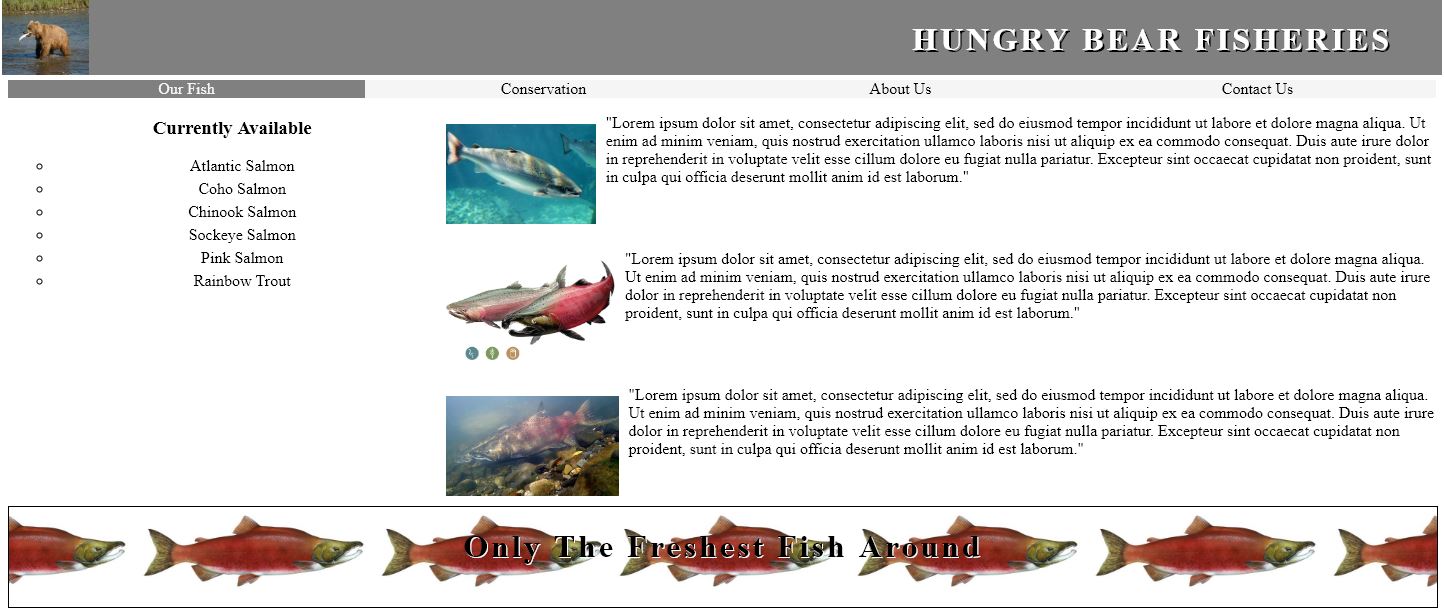 HUNGRY BEAR FISHERIES
Our Fish
Conservation
About Us
Contact Us
Currently Available
Atlantic Salmon
Coho Salmon
Chinook Salmon
Sockeye Salmon
Pink Salmon
Rainbow Trout
"Lorem ipsum dolor sit amet, consectetur adipiscing elit, sed do eiusmod tempor incididunt ut labore et dolore magna aliqua. Ut
enim ad minim veniam, quis nostrud exercitation ullamco laboris nisi ut aliquip ex ea commodo consequat. Duis aute irure dolor
in reprehenderit in voluptate velit esse cillum dolore eu fugiat nulla pariatur. Excepteur sint occaecat cupidatat non proident, sunt
in culpa qui officia deserunt mollit anim id est laborum."
"Lorem ipsum dolor sit amet, consectetur adipiscing elit, sed do eiusmod tempor incididunt ut labore et dolore magna aliqua.
Ut enim ad minim veniam, quis nostrud exercitation ullamco laboris nisi ut aliquip ex ea commodo consequat. Duis aute irure
dolor in reprehenderit in voluptate velit esse cillum dolore eu fugiat nulla pariatur. Excepteur sint occaecat cupidatat non
proident, sunt in culpa qui officia deserunt mollit anim id est laborum."
"Lorem ipsum dolor sit amet, consectetur adipiscing elit, sed do eiusmod tempor incididunt ut labore et dolore magna aliqua.
Ut enim ad minim veniam, quis nostrud exercitation ullamco laboris nisi ut aliquip ex ea commodo consequat. Duis aute irure
dolor in reprehenderit in voluptate velit esse cillum dolore eu fugiat nulla pariatur. Excepteur sint occaecat cupidatat non
proident, sunt in culpa qui officia deserunt mollit anim id est laborum."
Only The Freshest Fish Around